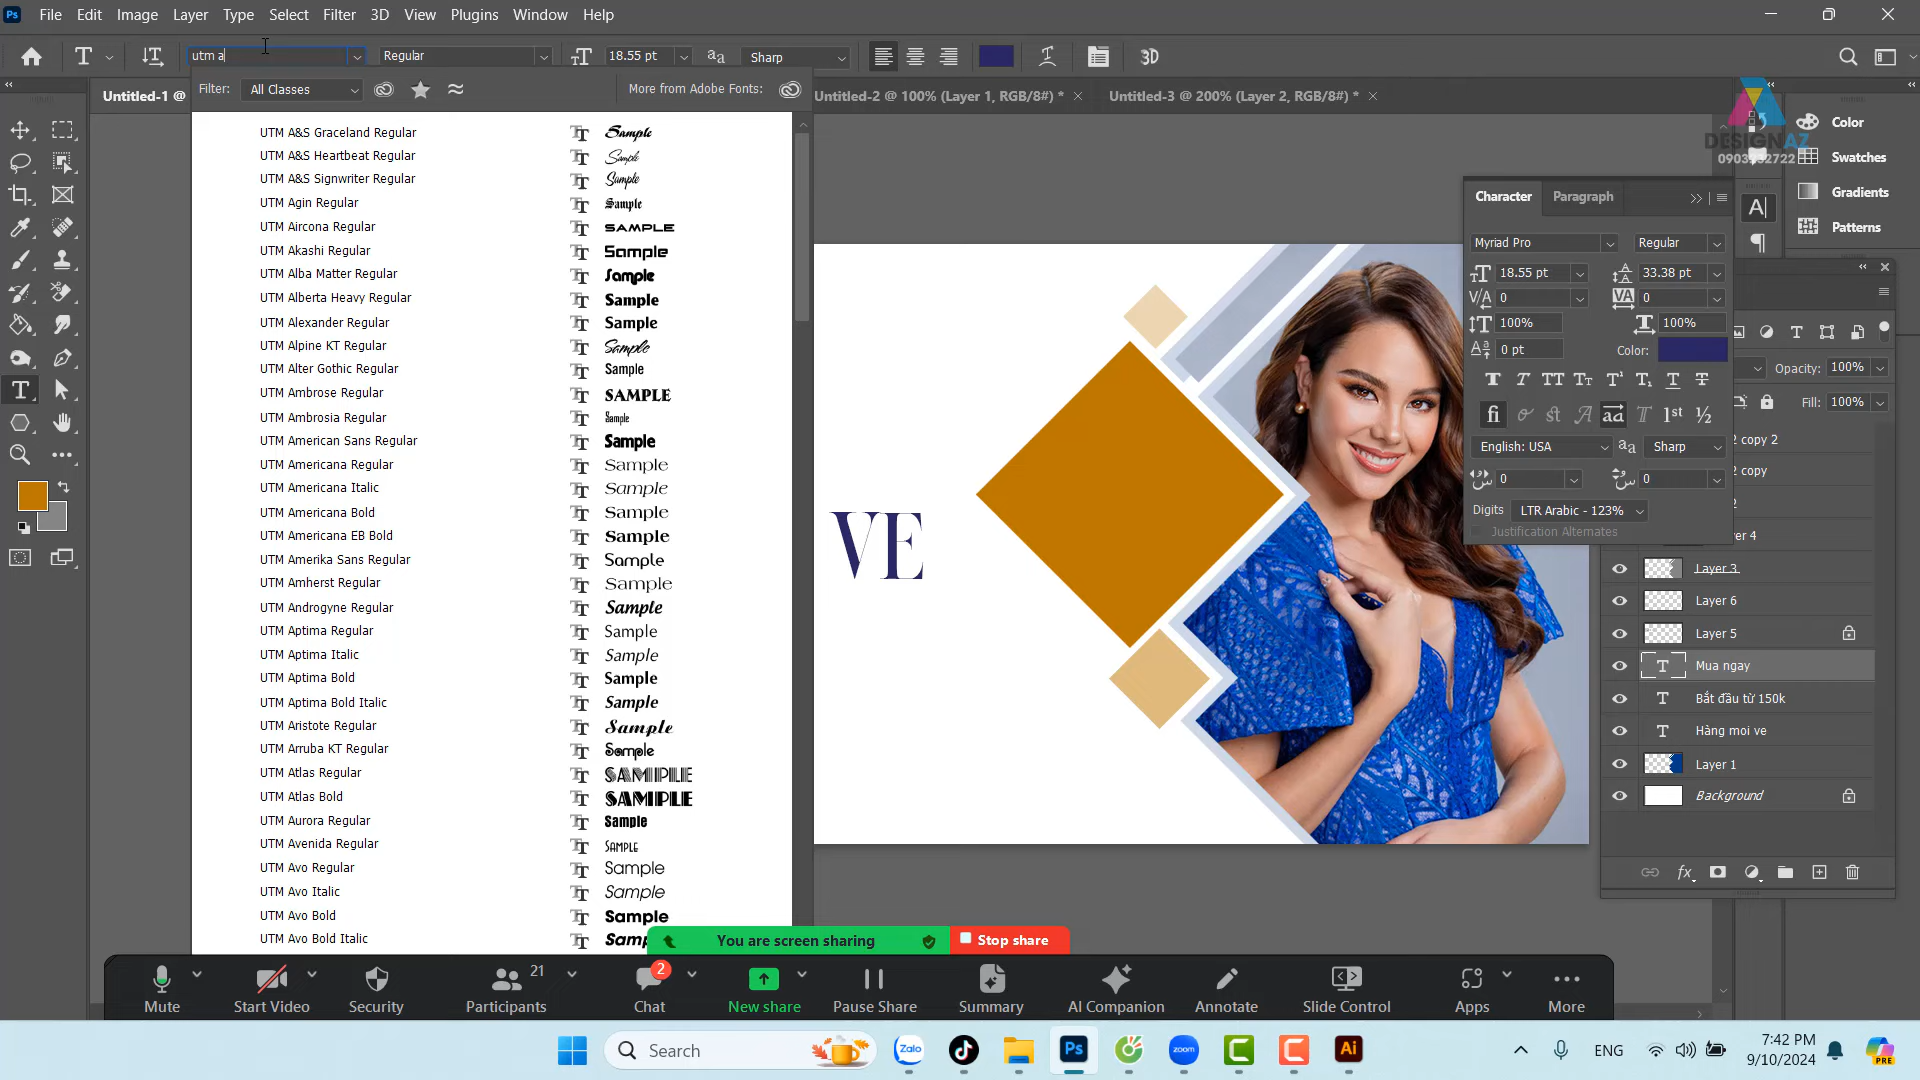 Ps File Edit Image Layer Type Select Filter 3D View Plugins Window Help
utm a Regular 18.55 pt Sharp 3D
Filter: All Classes More from Adobe Fonts:
Untitled-1 @ Untitled-2 @ 100% (Layer 1, RGB/8#) * Untitled-3 @ 200% (Layer 2, RGB/8#) *
UTM A&S Graceland Regular Sample
UTM A&S Heartbeat Regular Sample
UTM A&S Signwriter Regular Sample
UTM Agin Regular Sample
UTM Aircona Regular SAMPLE
UTM Akashi Regular Sample
UTM Alba Matter Regular Sample
UTM Alberta Heavy Regular Sample
UTM Alexander Regular Sample
UTM Alpine KT Regular Sample
UTM Alter Gothic Regular Sample
UTM Ambrose Regular SAMPLE
UTM Ambrosia Regular Sample
UTM American Sans Regular Sample
UTM Americana Regular Sample
UTM Americana Italic Sample
UTM Americana Bold Sample
UTM Americana EB Bold Sample
UTM Amerika Sans Regular Sample
UTM Amherst Regular Sample
UTM Androgyne Regular Sample
UTM Aptima Regular Sample
UTM Aptima Italic Sample
UTM Aptima Bold Sample
UTM Aptima Bold Italic Sample
UTM Aristote Regular Sample
UTM Arruba KT Regular Sample
UTM Atlas Regular SAMPLE
UTM Atlas Bold SAMPLE
UTM Aurora Regular Sample
UTM Avenida Regular SAMPLE
UTM Avo Regular Sample
UTM Avo Italic Sample
UTM Avo Bold Sample
UTM Avo Bold Italic
VE
DESIGNAZ
Color
Swatches
Gradients
Patterns
Character Paragraph
Myriad Pro Regular
18.55 pt 33.38 pt
0 0
100% 100%
0 pt Color:
English: USA aa Sharp
0 0
Digits LTR Arabic - 123%
Justification Alternates
Opacity: 100%
Fill: 100%
2 copy 2
2 copy
Layer 3
Layer 6
Layer 5
Mua ngay
Bắt đầu từ 150k
Hàng moi ve
Layer 1
Background
You are screen sharing Stop share
Mute Start Video Security Participants 21 Chat 2 New share Pause Share Summary AI Companion Annotate Slide Control Apps More
Search Zalo Ps zoom Ai ENG 7:42 PM
9/10/2024
PRE